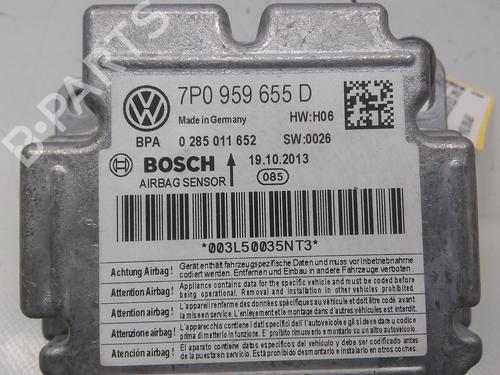 B-PARTS
7P0 959 655 D
Made in Germany
HW:H06
BPA
0 285 011 652
SW:0026
BOSCH
19.10.2013
AIRBAG SENSOR
085
*003L50035NT3*
Achtung Airbag!
Gerät enthält fahrzeugspezifische Daten und muss vor Inbetriebnahme
codiert werden. Entfernen und Einbau in andere Fahrzeuge verboten.
Attention Airbag!
Appliance contains data for the specific vehicle and must be coded
before being operational. Removal and installation in other vehicles prohibited.
Attention Airbag!
L'appareil renferme des données spécifiques au véhicule et doit être codé avant
la mise en service. L'enlèvement et le montage dans d'autres véhicules est interdit.
Attenzione airbag!
L'apparecchio contiene i dati specifici dell'autoveicolo e gli si deve dare un codice
prima di metterlo in funzione. E' proibito rimuoverlo e montarlo su un altro autoveicolo.
Atención airbag!
El aparato contiene datos específicos del vehículo y debe ser codificado antes
de la puesta en servicio. Están prohibidos el desmontaje y el montaje en otros coches.